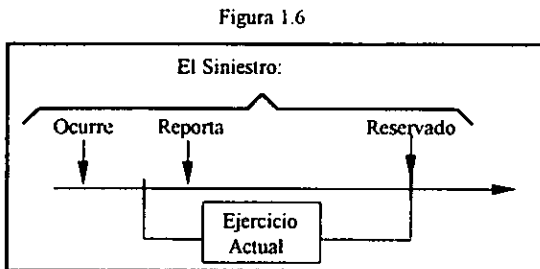 Figura 1.6
El Siniestro:
Ocurre Reporta Reservado
Ejercicio
Actual